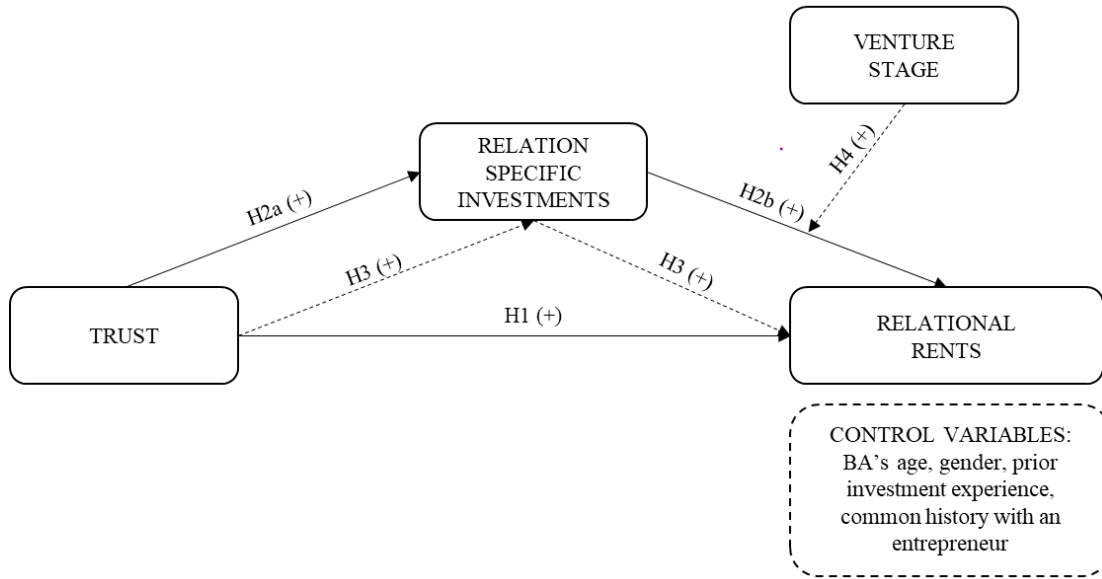 VENTURE
STAGE
RELATION
SPECIFIC
INVESTMENTS
H4 (+)
H2a (+)
H2b (+)
H3 (+)
H3 (+)
TRUST
H1 (+)
RELATIONAL
RENTS
CONTROL VARIABLES:
BA's age, gender, prior
investment experience,
common history with an
entrepreneur